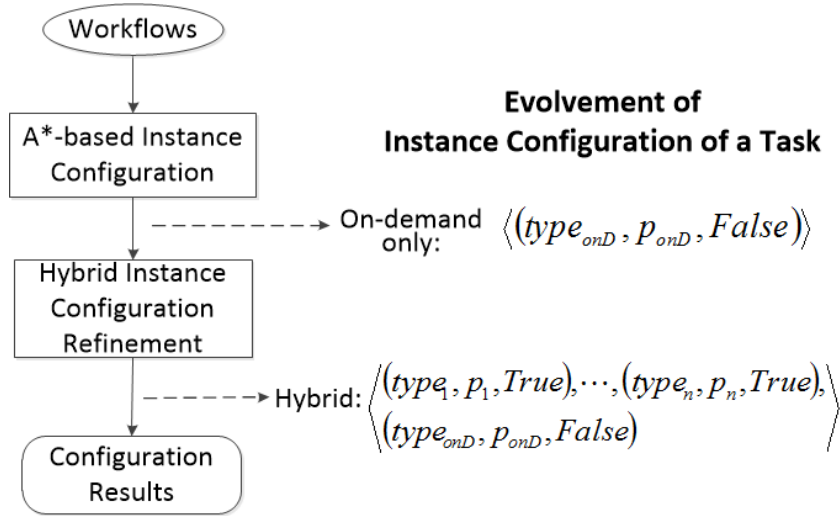 Workflows
A*-based Instance
Configuration
Evolvement of
Instance Configuration of a Task
On-demand
only:
⟨(type_onD, p_onD, False)⟩
Hybrid Instance
Configuration
Refinement
Hybrid:
⟨(type_1, p_1, True), ⋯, (type_n, p_n, True),
(type_onD, p_onD, False)⟩
Configuration
Results